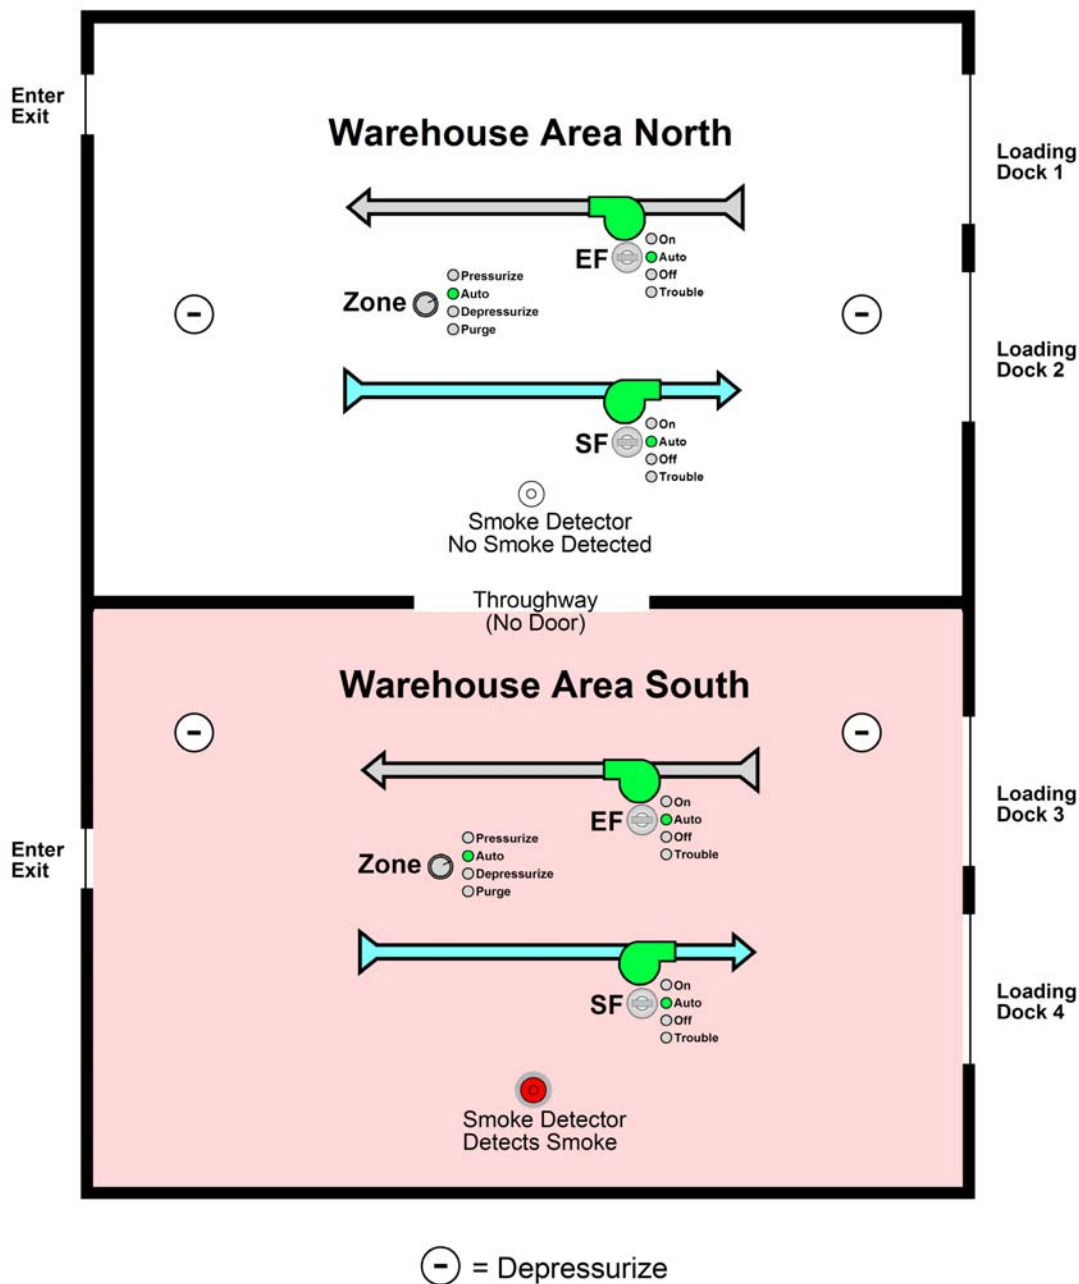 Enter
Exit
Warehouse Area North
Loading
Dock 1
EF
On
Auto
Off
Trouble
Zone
Pressurize
Auto
Depressurize
Purge
-
-
Loading
Dock 2
SF
On
Auto
Off
Trouble
Smoke Detector
No Smoke Detected
Throughway
(No Door)
Warehouse Area South
-
-
EF
On
Auto
Off
Trouble
Loading
Dock 3
Enter
Exit
Zone
Pressurize
Auto
Depressurize
Purge
SF
On
Auto
Off
Trouble
Loading
Dock 4
Smoke Detector
Detects Smoke
- = Depressurize